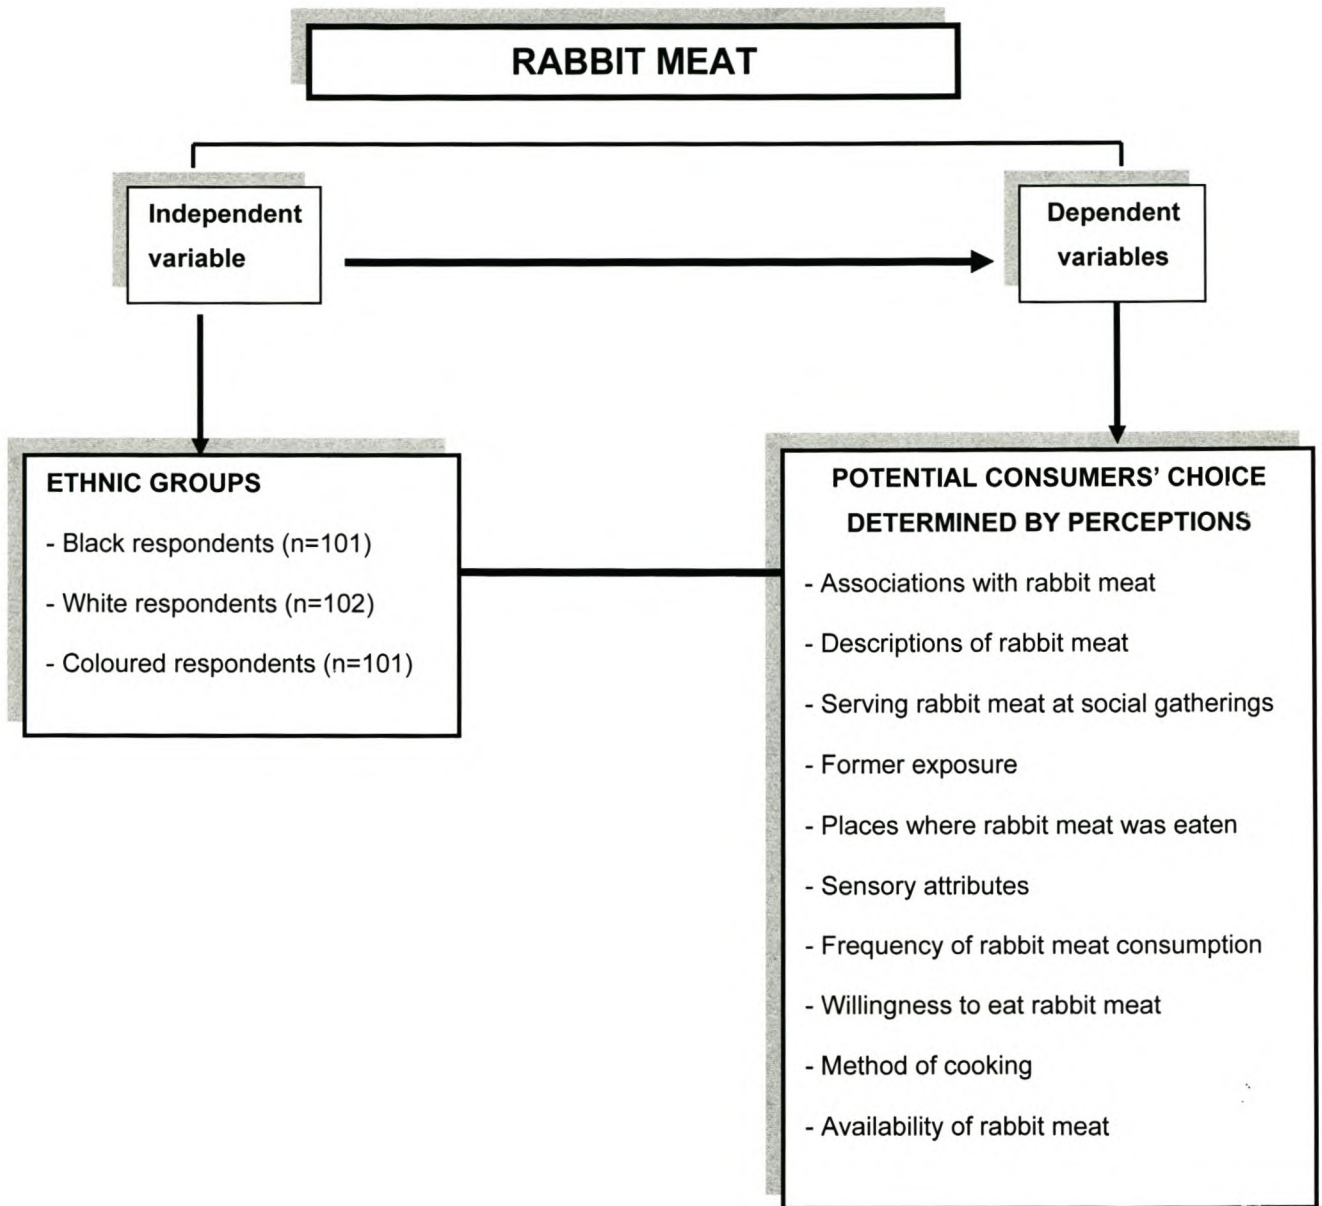 RABBIT MEAT
Independent
variable
Dependent
variables
ETHNIC GROUPS
- Black respondents (n=101)
- White respondents (n=102)
- Coloured respondents (n=101)
POTENTIAL CONSUMERS' CHOICE
DETERMINED BY PERCEPTIONS
- Associations with rabbit meat
- Descriptions of rabbit meat
- Serving rabbit meat at social gatherings
- Former exposure
- Places where rabbit meat was eaten
- Sensory attributes
- Frequency of rabbit meat consumption
- Willingness to eat rabbit meat
- Method of cooking
- Availability of rabbit meat